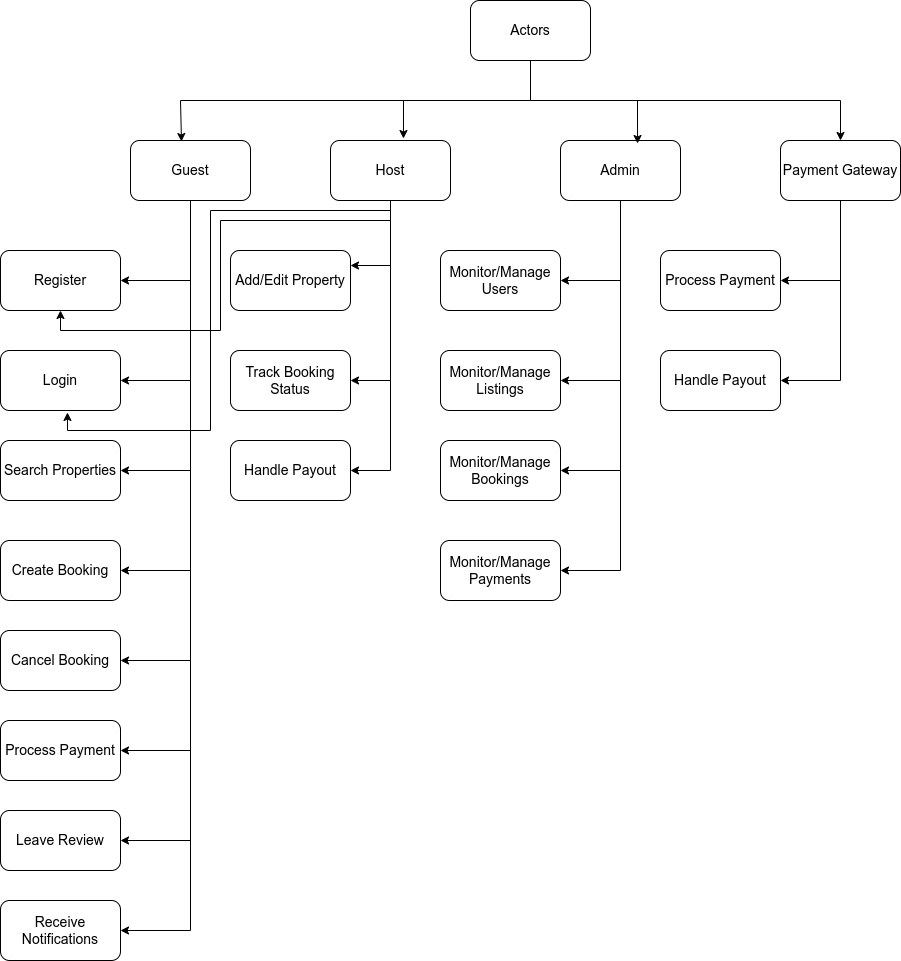 Actors
Guest
Host
Admin
Payment Gateway
Register
Add/Edit Property
Monitor/Manage
Users
Process Payment
Login
Track Booking
Status
Monitor/Manage
Listings
Handle Payout
Search Properties
Handle Payout
Monitor/Manage
Bookings
Create Booking
Monitor/Manage
Payments
Cancel Booking
Process Payment
Leave Review
Receive
Notifications